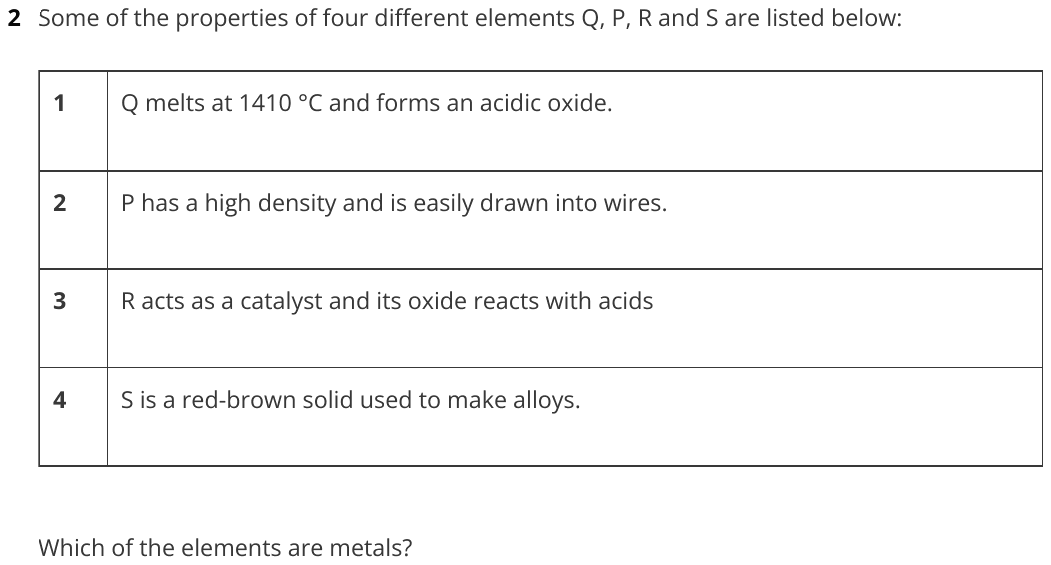 2 Some of the properties of four different elements Q, P, R and S are listed below:
1 Q melts at 1410 °C and forms an acidic oxide.
2 P has a high density and is easily drawn into wires.
3 R acts as a catalyst and its oxide reacts with acids
4 S is a red-brown solid used to make alloys.
Which of the elements are metals?